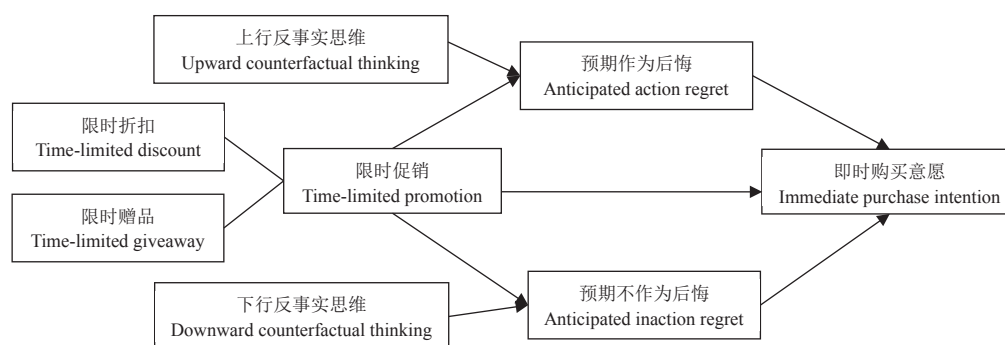 上行反事实思维
Upward counterfactual thinking
预期作为后悔
Anticipated action regret
限时折扣
Time-limited discount
限时促销
Time-limited promotion
即时购买意愿
Immediate purchase intention
限时赠品
Time-limited giveaway
下行反事实思维
Downward counterfactual thinking
预期不作为后悔
Anticipated inaction regret